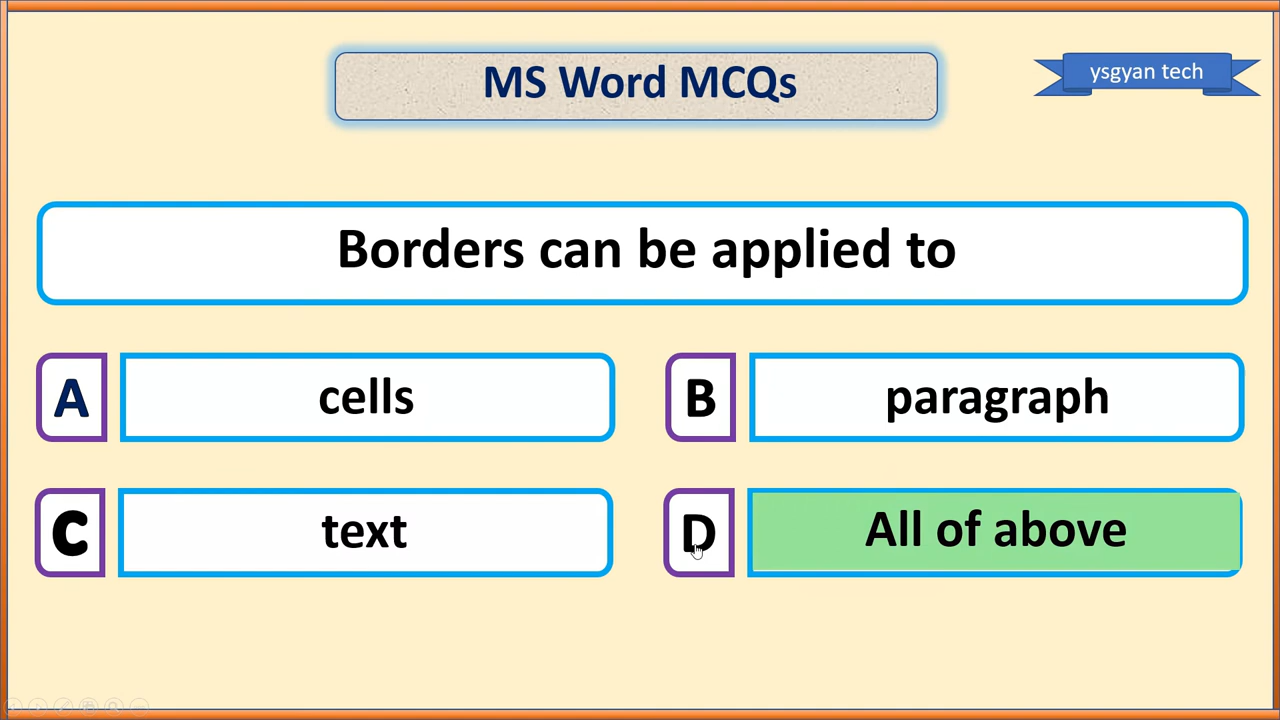 MS Word MCQs
ysgyan tech
Borders can be applied to
A cells
B paragraph
C text
D All of above